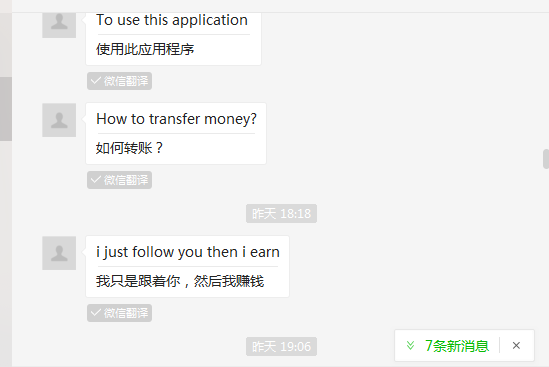 To use this application
使用此应用程序
微信翻译
How to transfer money?
如何转账？
微信翻译
昨天 18:18
i just follow you then i earn
我只是跟着你，然后我赚钱
微信翻译
昨天 19:06
7条新消息